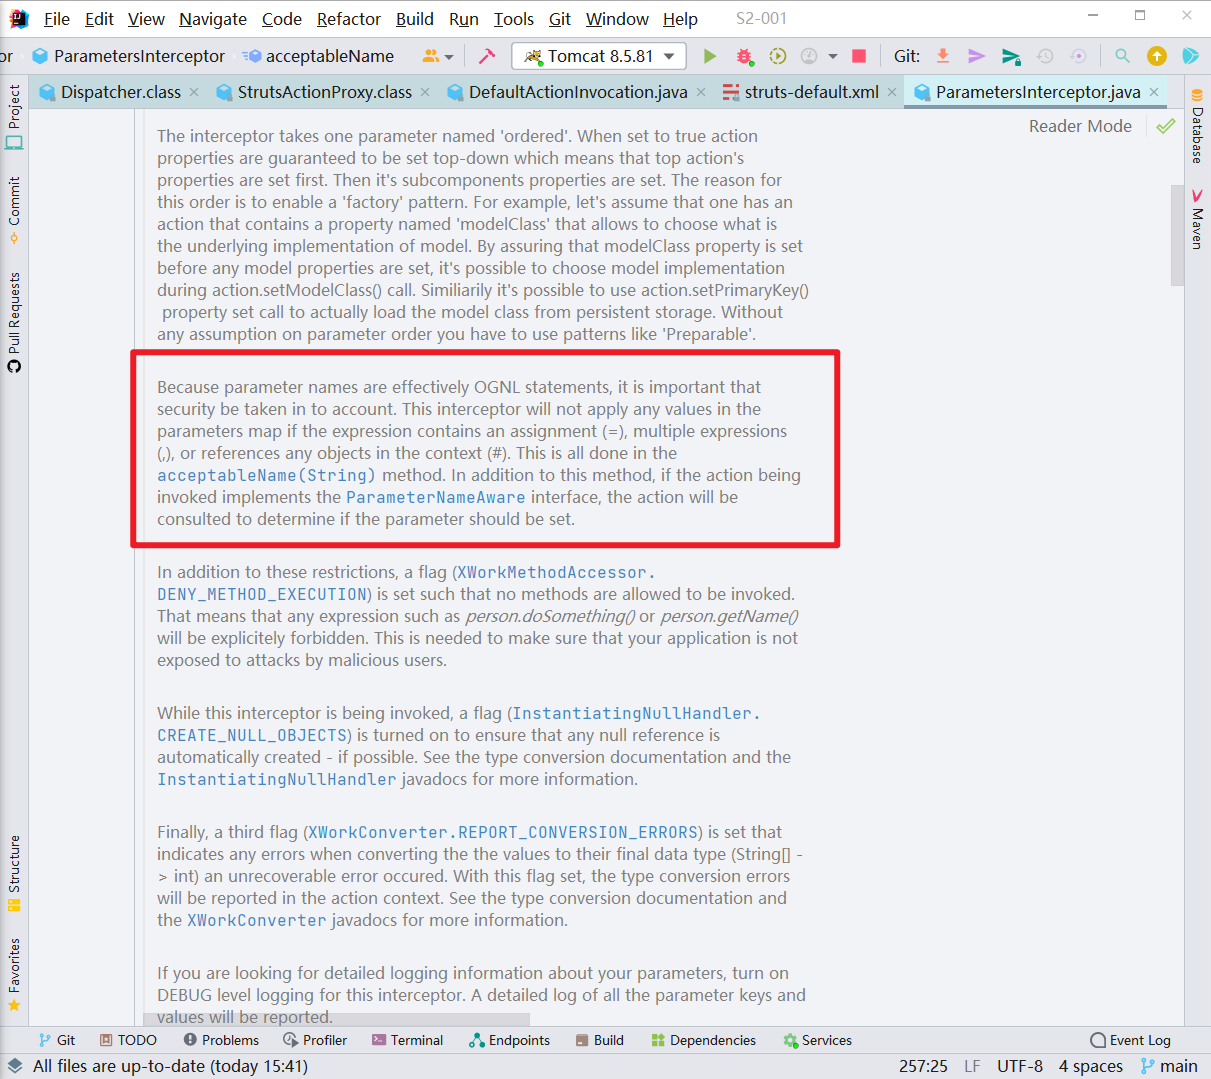 File Edit View Navigate Code Refactor Build Run Tools Git Window Help S2-001
or ParametersInterceptor acceptableName Tomcat 8.5.81 Git:
Dispatcher.class StrutsActionProxy.class DefaultActionInvocation.java struts-default.xml ParametersInterceptor.java
Project
Commit
Pull Requests
Structure
Favorites
Reader Mode
The interceptor takes one parameter named 'ordered'. When set to true action
properties are guaranteed to be set top-down which means that top action's
properties are set first. Then it's subcomponents properties are set. The reason for
this order is to enable a 'factory' pattern. For example, let's assume that one has an
action that contains a property named 'modelClass' that allows to choose what is
the underlying implementation of model. By assuring that modelClass property is set
before any model properties are set, it's possible to choose model implementation
during action.setModelClass() call. Similiarily it's possible to use action.setPrimaryKey()
property set call to actually load the model class from persistent storage. Without
any assumption on parameter order you have to use patterns like 'Preparable'.
Because parameter names are effectively OGNL statements, it is important that
security be taken in to account. This interceptor will not apply any values in the
parameters map if the expression contains an assignment (=), multiple expressions
(,), or references any objects in the context (#). This is all done in the
acceptableName(String) method. In addition to this method, if the action being
invoked implements the ParameterNameAware interface, the action will be
consulted to determine if the parameter should be set.
In addition to these restrictions, a flag (XWorkMethodAccessor.
DENY_METHOD_EXECUTION) is set such that no methods are allowed to be invoked.
That means that any expression such as person.doSomething() or person.getName()
will be explicitely forbidden. This is needed to make sure that your application is not
exposed to attacks by malicious users.
While this interceptor is being invoked, a flag (InstantiatingNullHandler.
CREATE_NULL_OBJECTS) is turned on to ensure that any null reference is
automatically created - if possible. See the type conversion documentation and the
InstantiatingNullHandler javadocs for more information.
Finally, a third flag (XWorkConverter.REPORT_CONVERSION_ERRORS) is set that
indicates any errors when converting the the values to their final data type (String[] -
> int) an unrecoverable error occured. With this flag set, the type conversion errors
will be reported in the action context. See the type conversion documentation and
the XWorkConverter javadocs for more information.
If you are looking for detailed logging information about your parameters, turn on
DEBUG level logging for this interceptor. A detailed log of all the parameter keys and
values will be reported.
Database
Maven
Git TODO Problems Profiler Terminal Endpoints Build Dependencies Services Event Log
All files are up-to-date (today 15:41) 257:25 LF UTF-8 4 spaces main